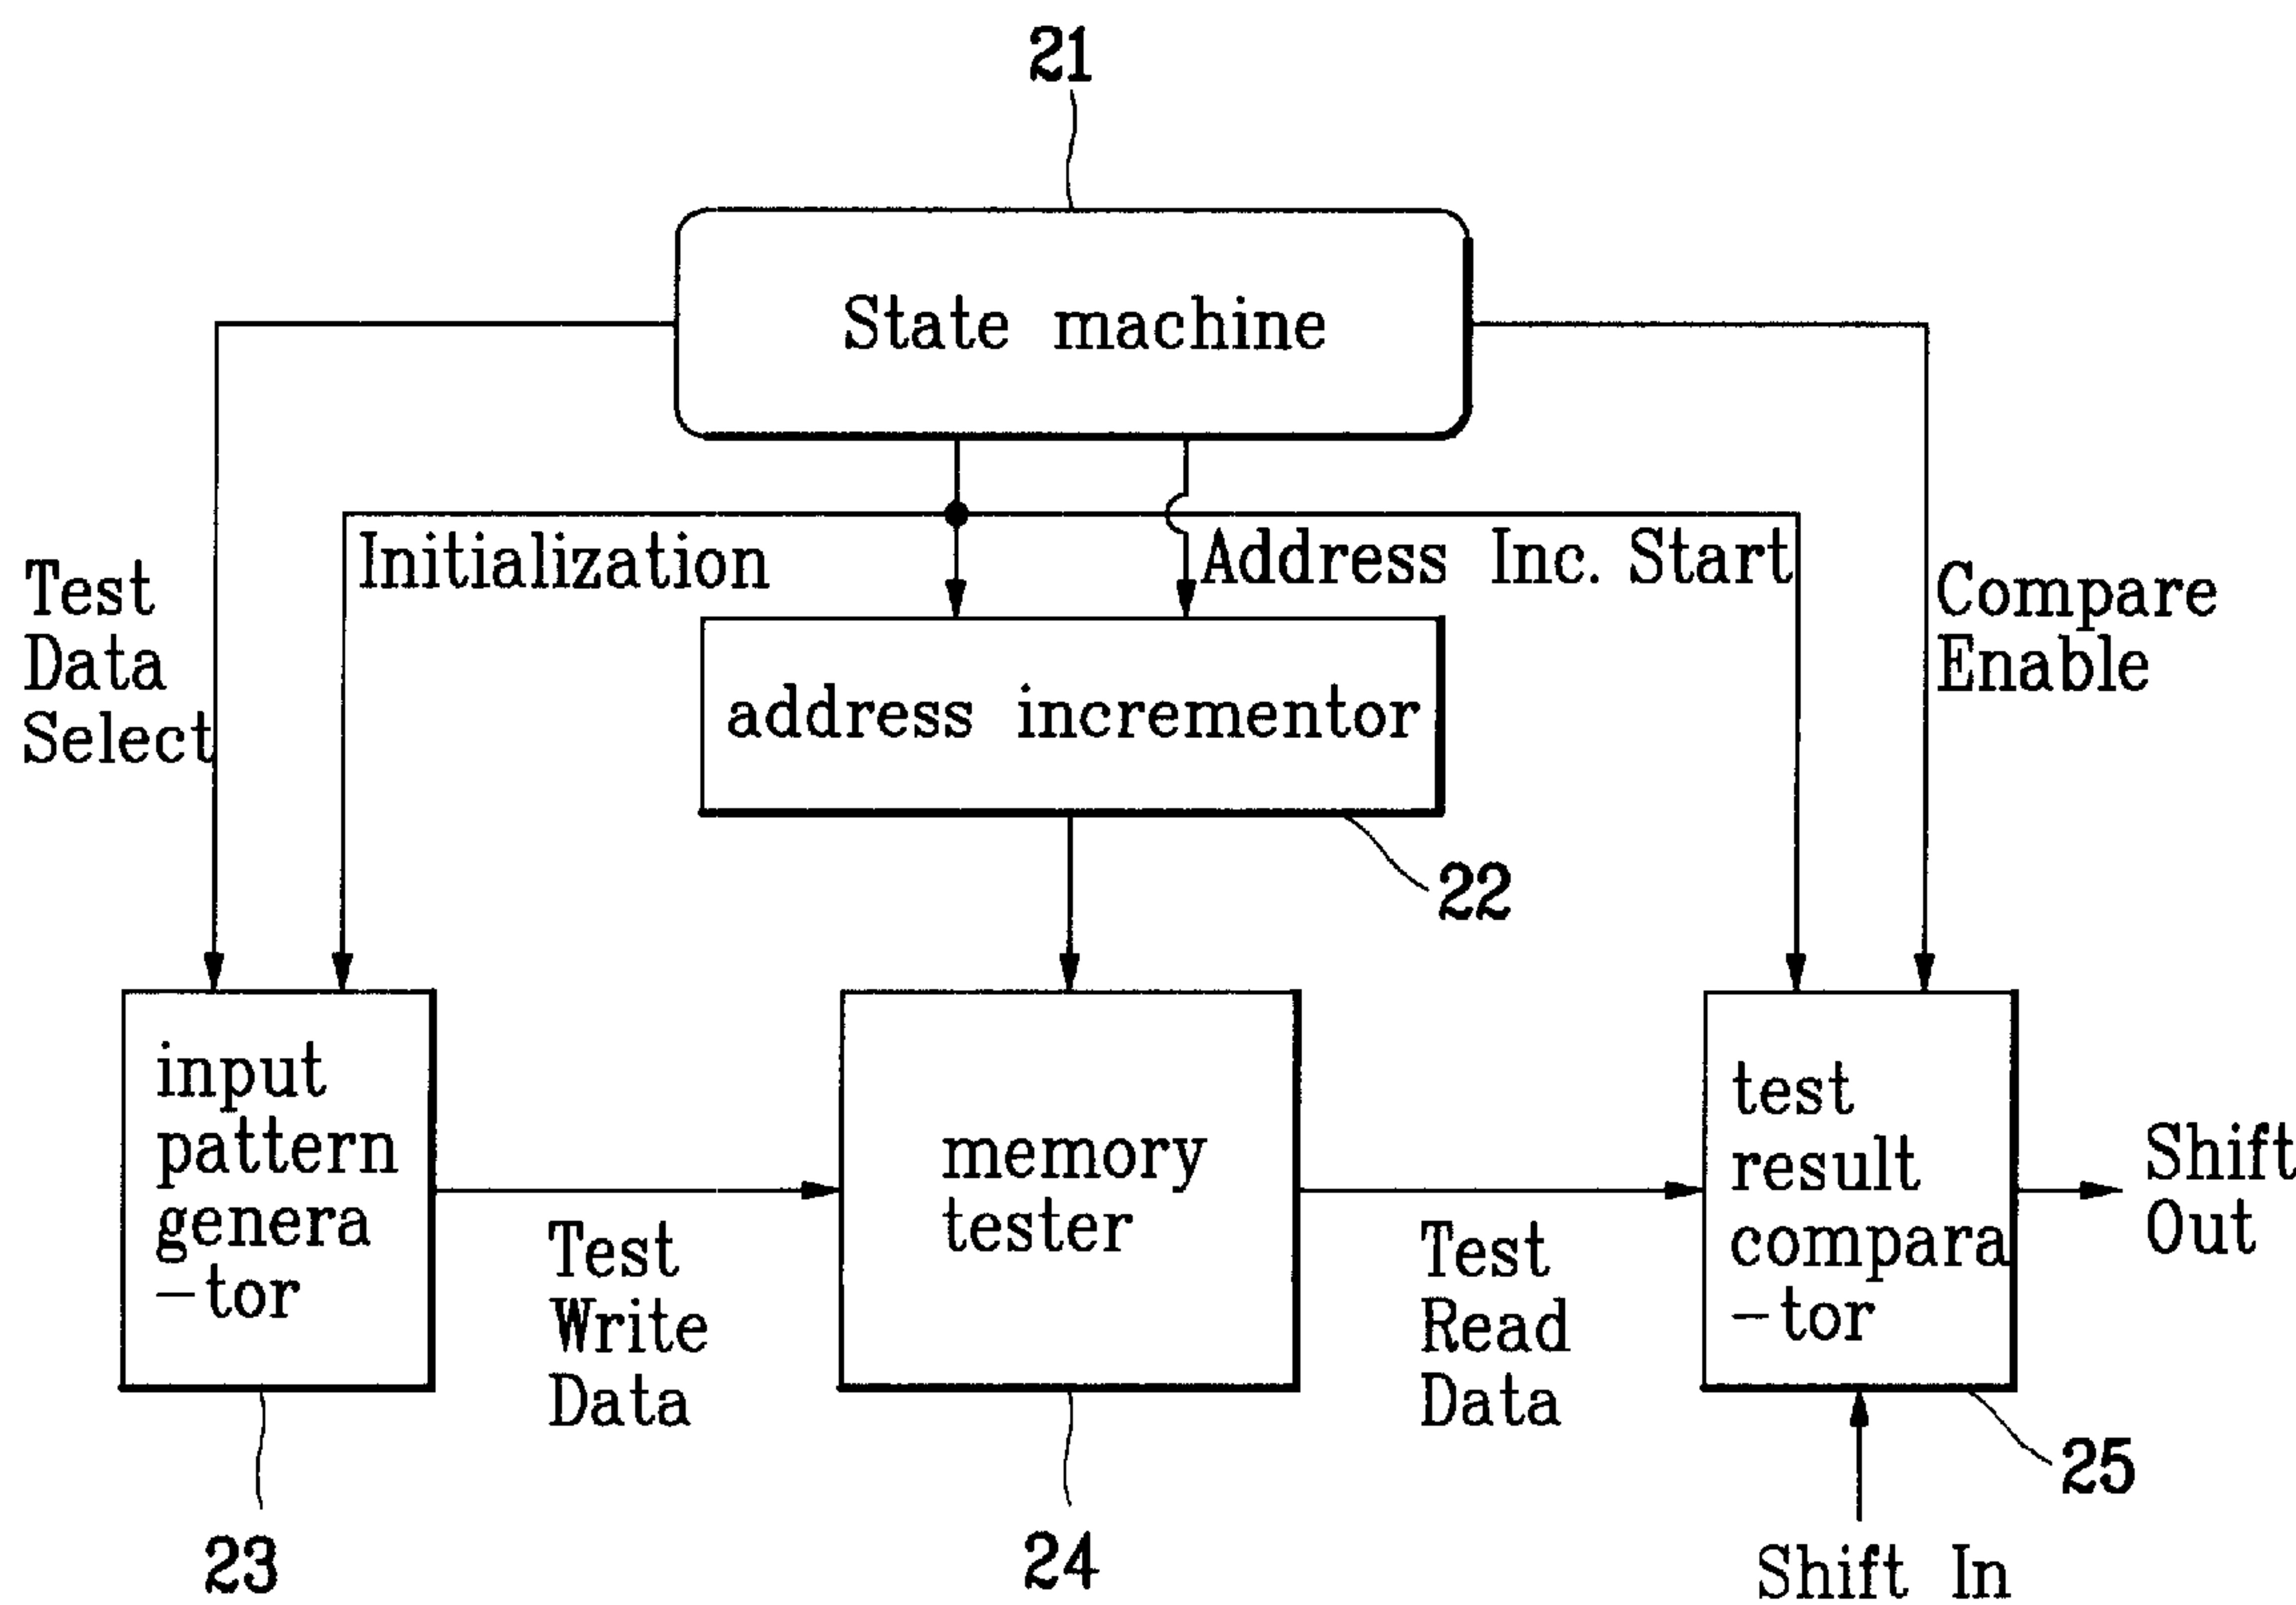 21
State machine
Initialization
Address Inc. Start
Test
Data
Select
Compare
Enable
address incrementor
22
input
pattern
genera
-tor
memory
tester
test
result
compara
-tor
Shift
Out
Test
Write
Data
Test
Read
Data
23
24
25
Shift In